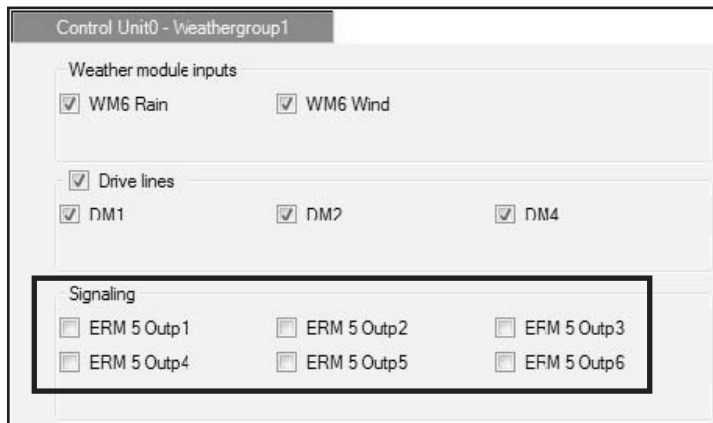 Control Unit0 - Weathergroup1
Weather module inputs
WM6 Rain WM6 Wind
Drive lines
DM1 DM2 DM4
Signaling
ERM 5 Outp1 ERM 5 Outp2 ERM 5 Outp3
ERM 5 Outp4 ERM 5 Outp5 ERM 5 Outp6